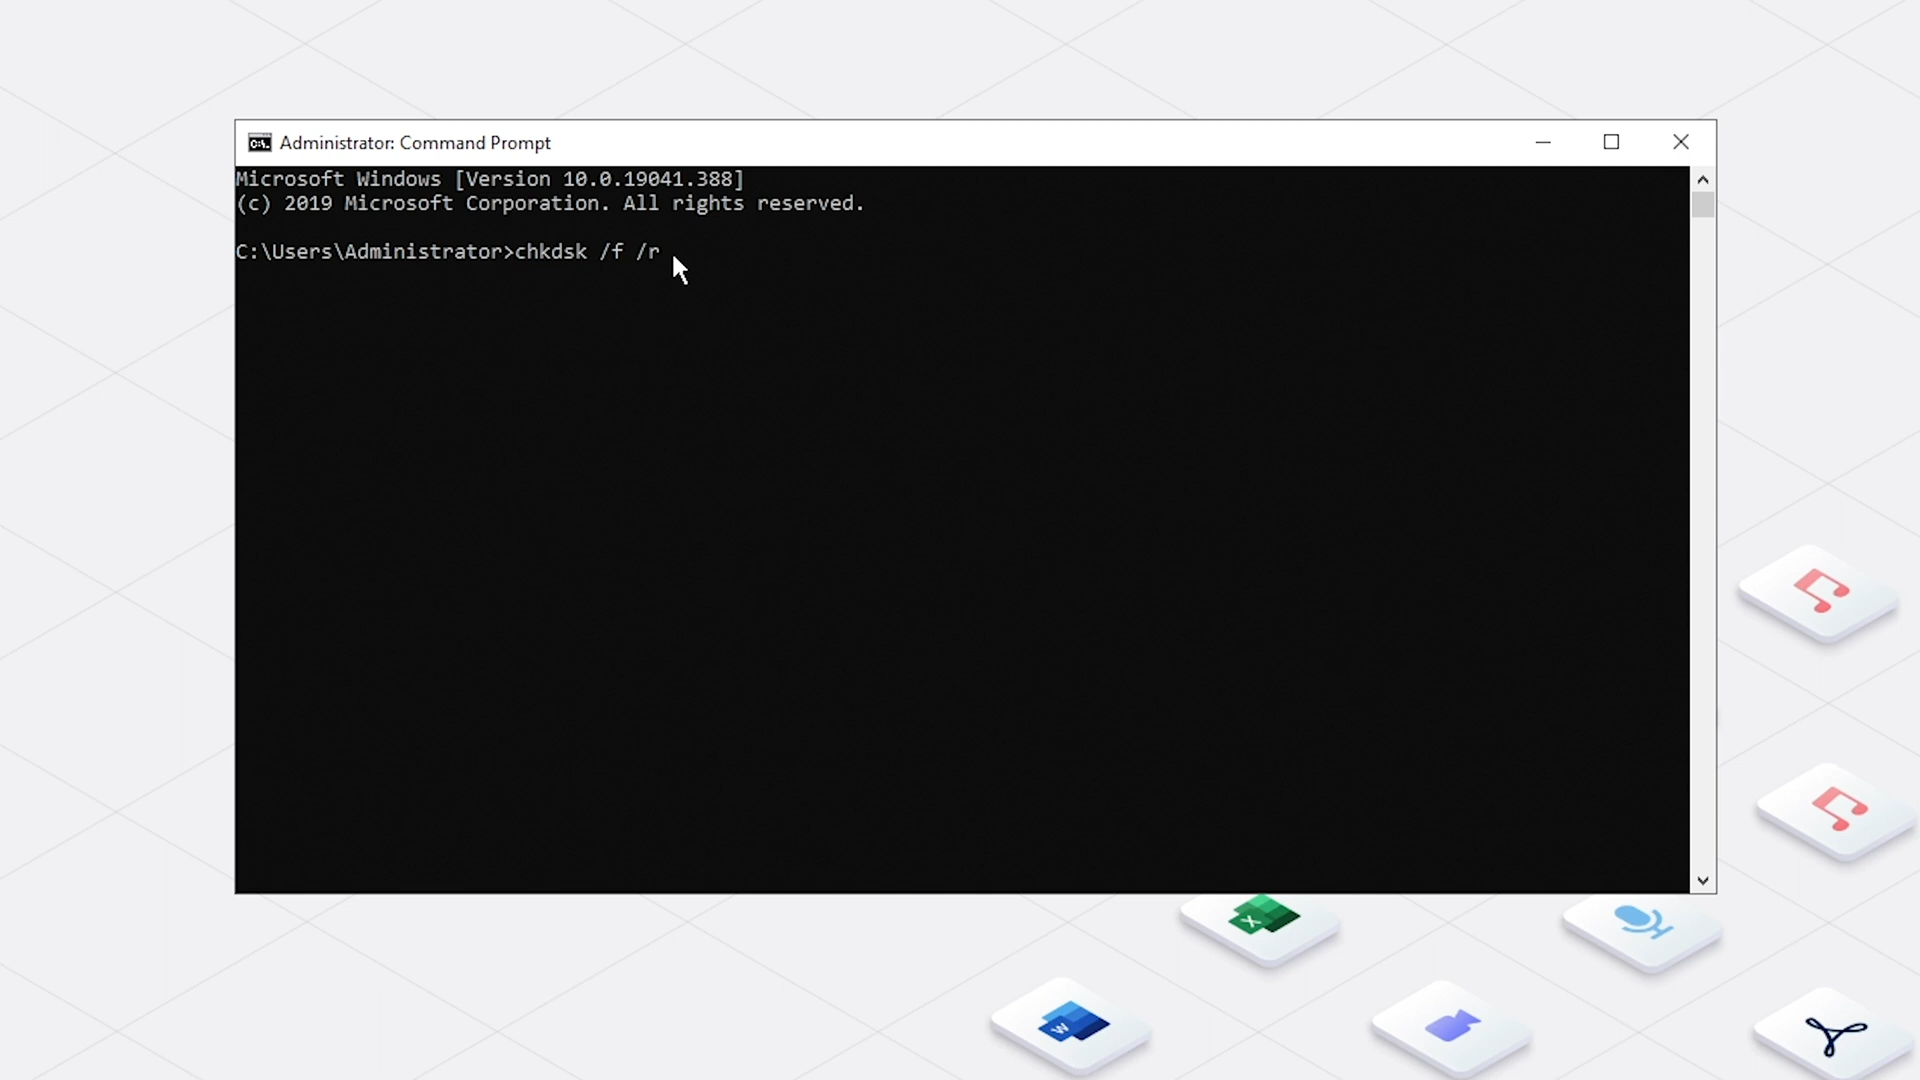 Administrator: Command Prompt
Microsoft Windows [Version 10.0.19041.388]
(c) 2019 Microsoft Corporation. All rights reserved.
C:\Users\Administrator>chkdsk /f /r
X
W